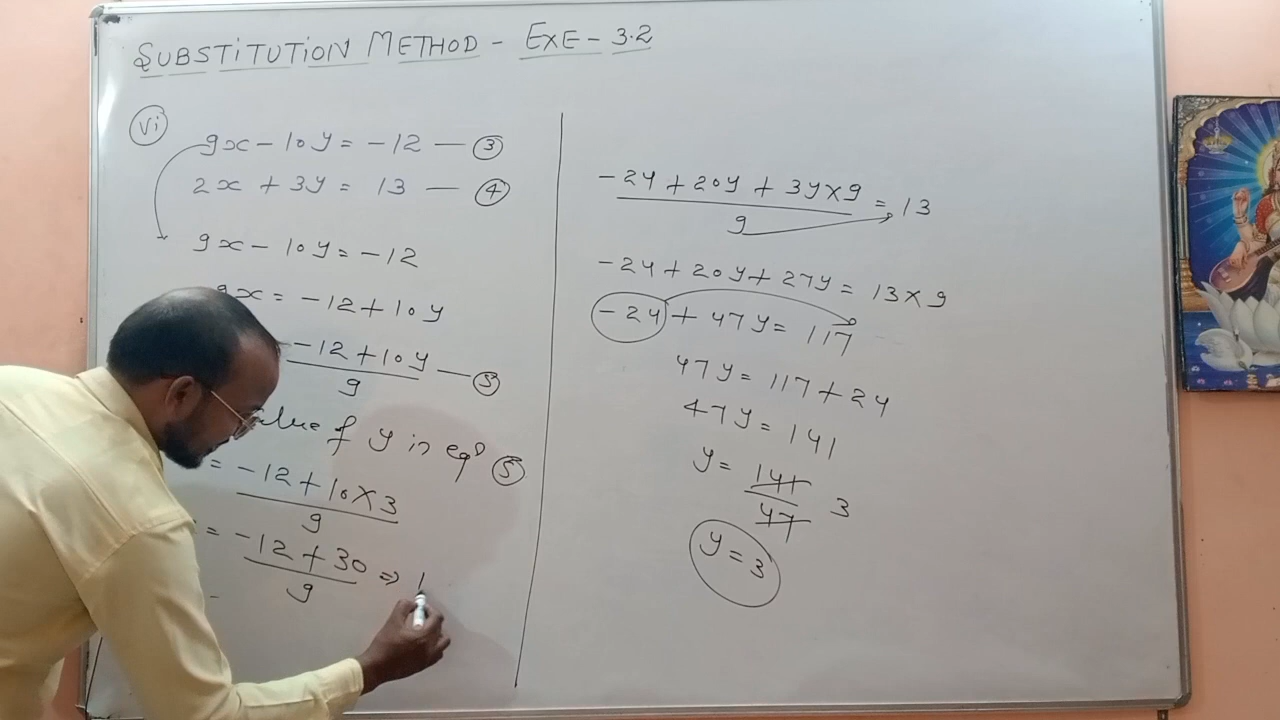 SUBSTITUTION METHOD - EXE - 3.2
vi
9x - 10y = -12 — 3
2x + 3y = 13 — 4
9x - 10y = -12
9x = -12 + 10y
-12 + 10y — 5
9
value of y in eqn 5
= -12 + 10 × 3
9
= -12 + 30 ⇒ 1
9
-24 + 20y + 3y × 9 = 13
9
-24 + 20y + 27y = 13 × 9
-24 + 47y = 117
47y = 117 + 24
47y = 141
y = 141 3
47
y = 3